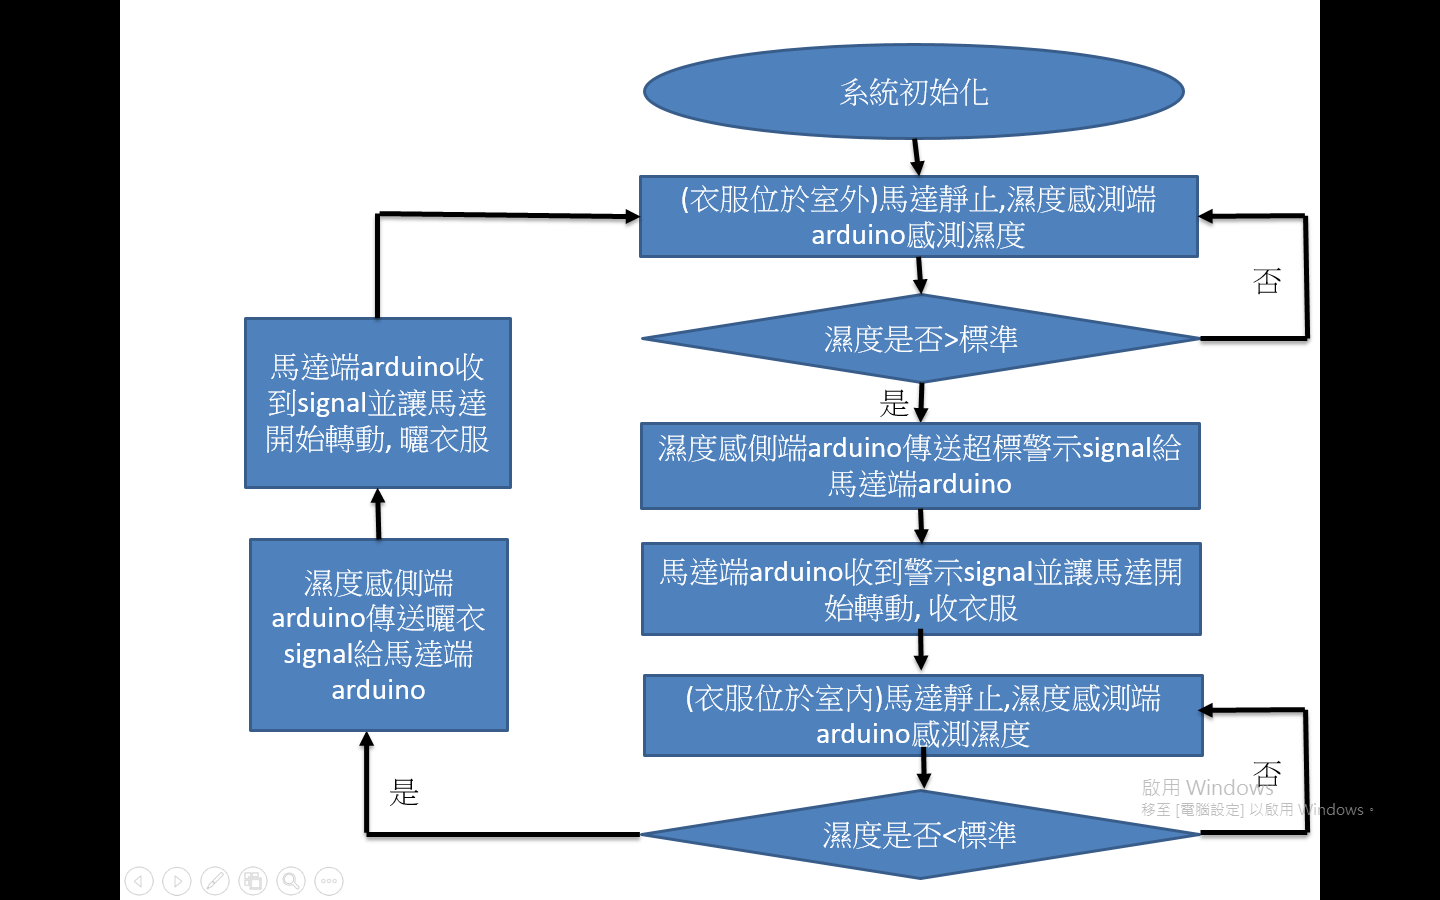 系統初始化
(衣服位於室外)馬達靜止,濕度感測端
arduino感測濕度
否
濕度是否>標準
是
濕度感側端arduino傳送超標警示signal給
馬達端arduino
馬達端arduino收到警示signal並讓馬達開
始轉動, 收衣服
(衣服位於室內)馬達靜止,濕度感測端
arduino感測濕度
否
濕度是否<標準
是
濕度感側端
arduino傳送曬衣
signal給馬達端
arduino
馬達端arduino收
到signal並讓馬達
開始轉動, 曬衣服
啟用 Windows
移至 [電腦設定] 以啟用 Windows。